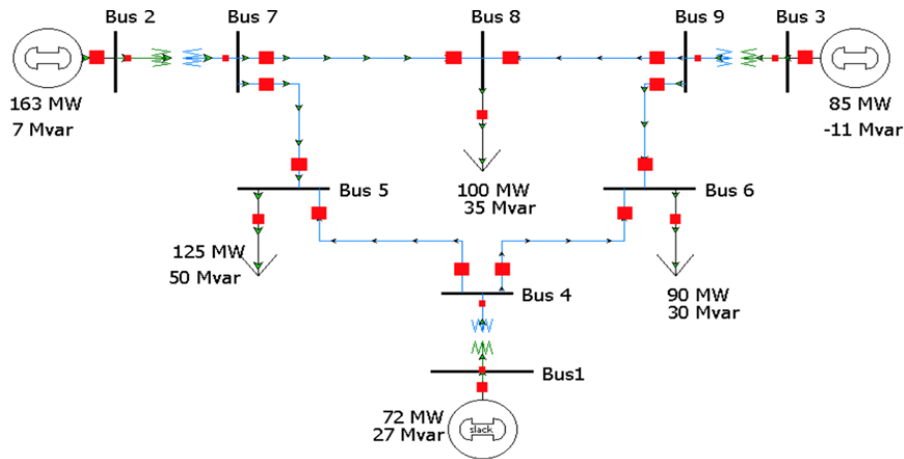 Bus 2
Bus 7
Bus 8
Bus 9
Bus 3
163 MW
7 Mvar
85 MW
-11 Mvar
Bus 5
100 MW
35 Mvar
Bus 6
125 MW
50 Mvar
Bus 4
90 MW
30 Mvar
Bus1
72 MW
27 Mvar
slack